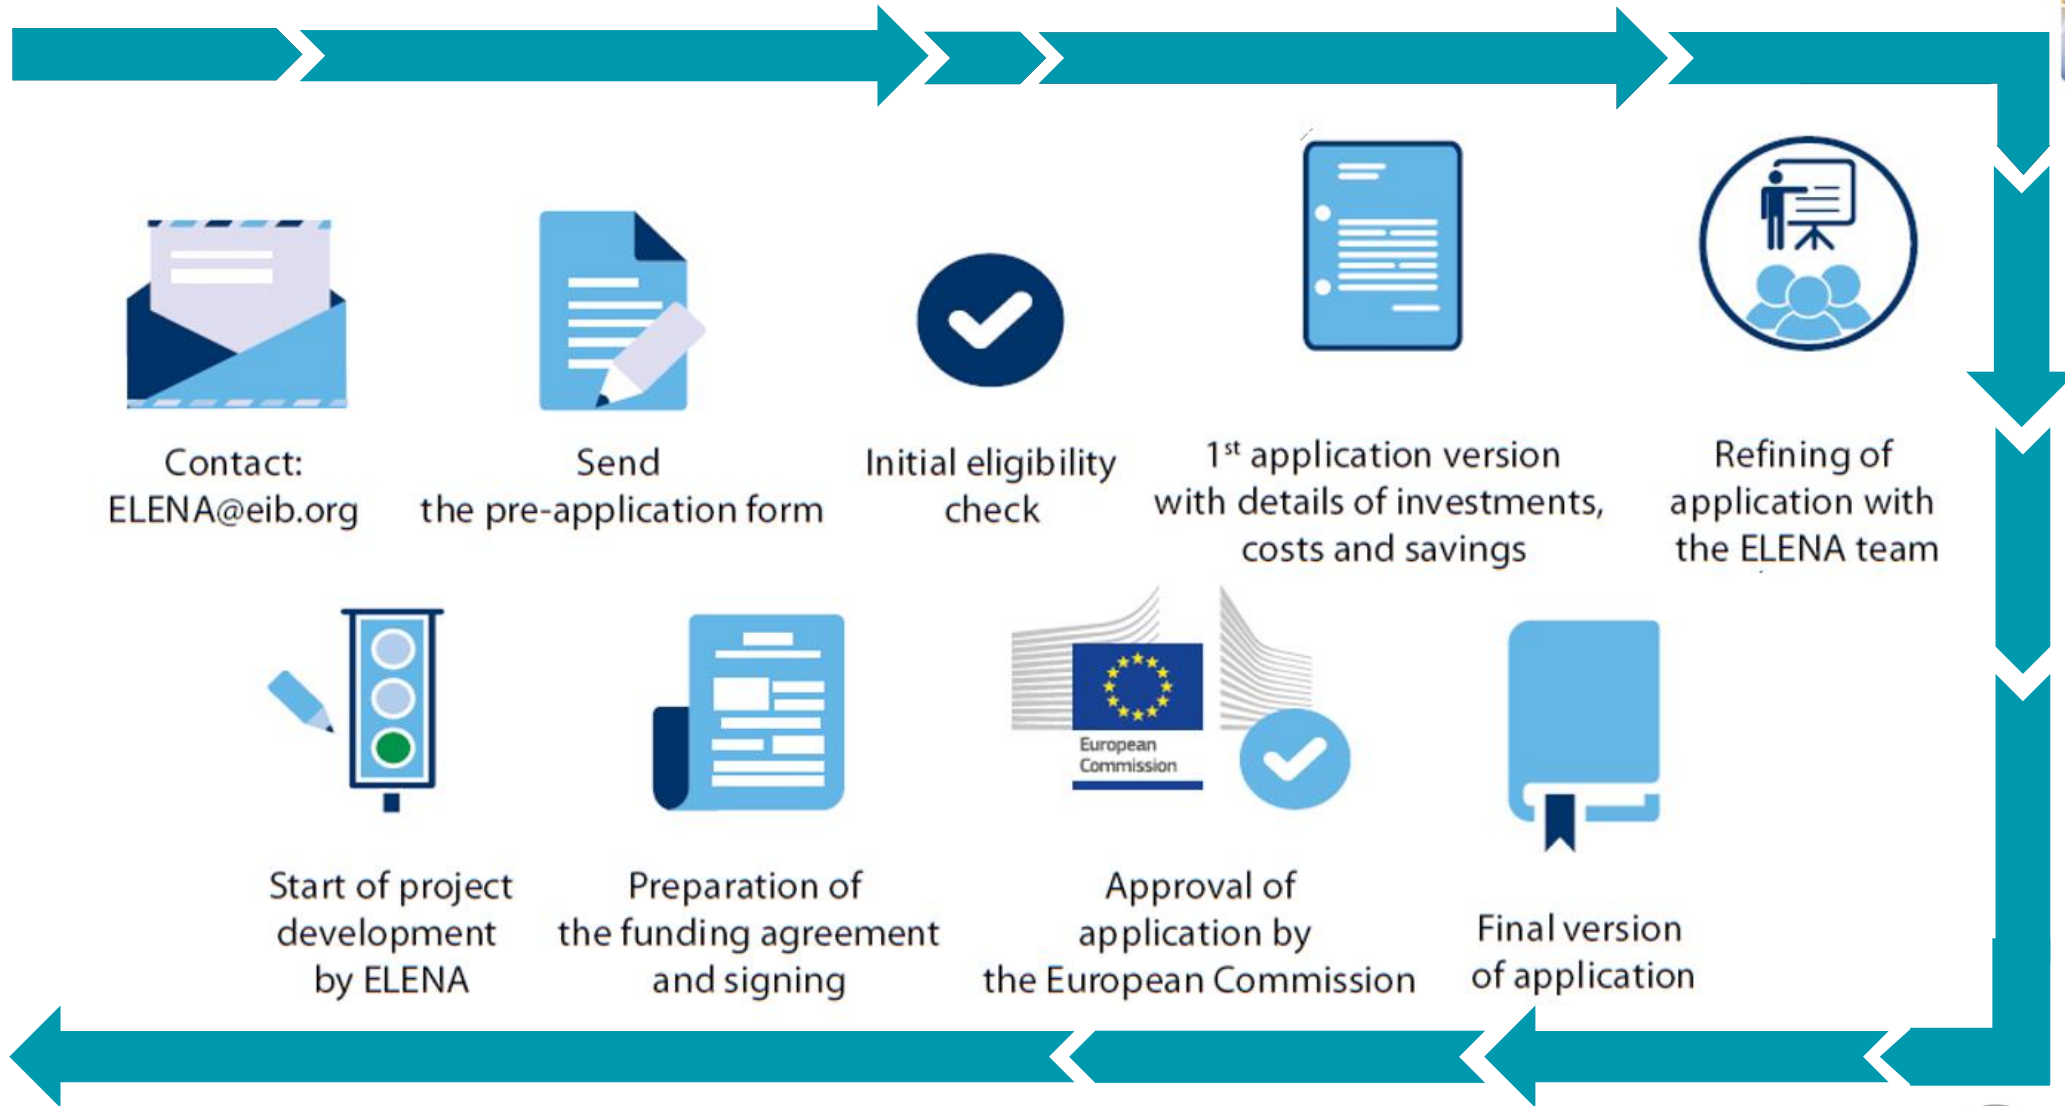 Contact:
ELENA@eib.org
Send
the pre-application form
Initial eligibility
check
1st application version
with details of investments,
costs and savings
Refining of
application with
the ELENA team
Start of project
development
by ELENA
Preparation of
the funding agreement
and signing
European
Commission
Approval of
application by
the European Commission
Final version
of application